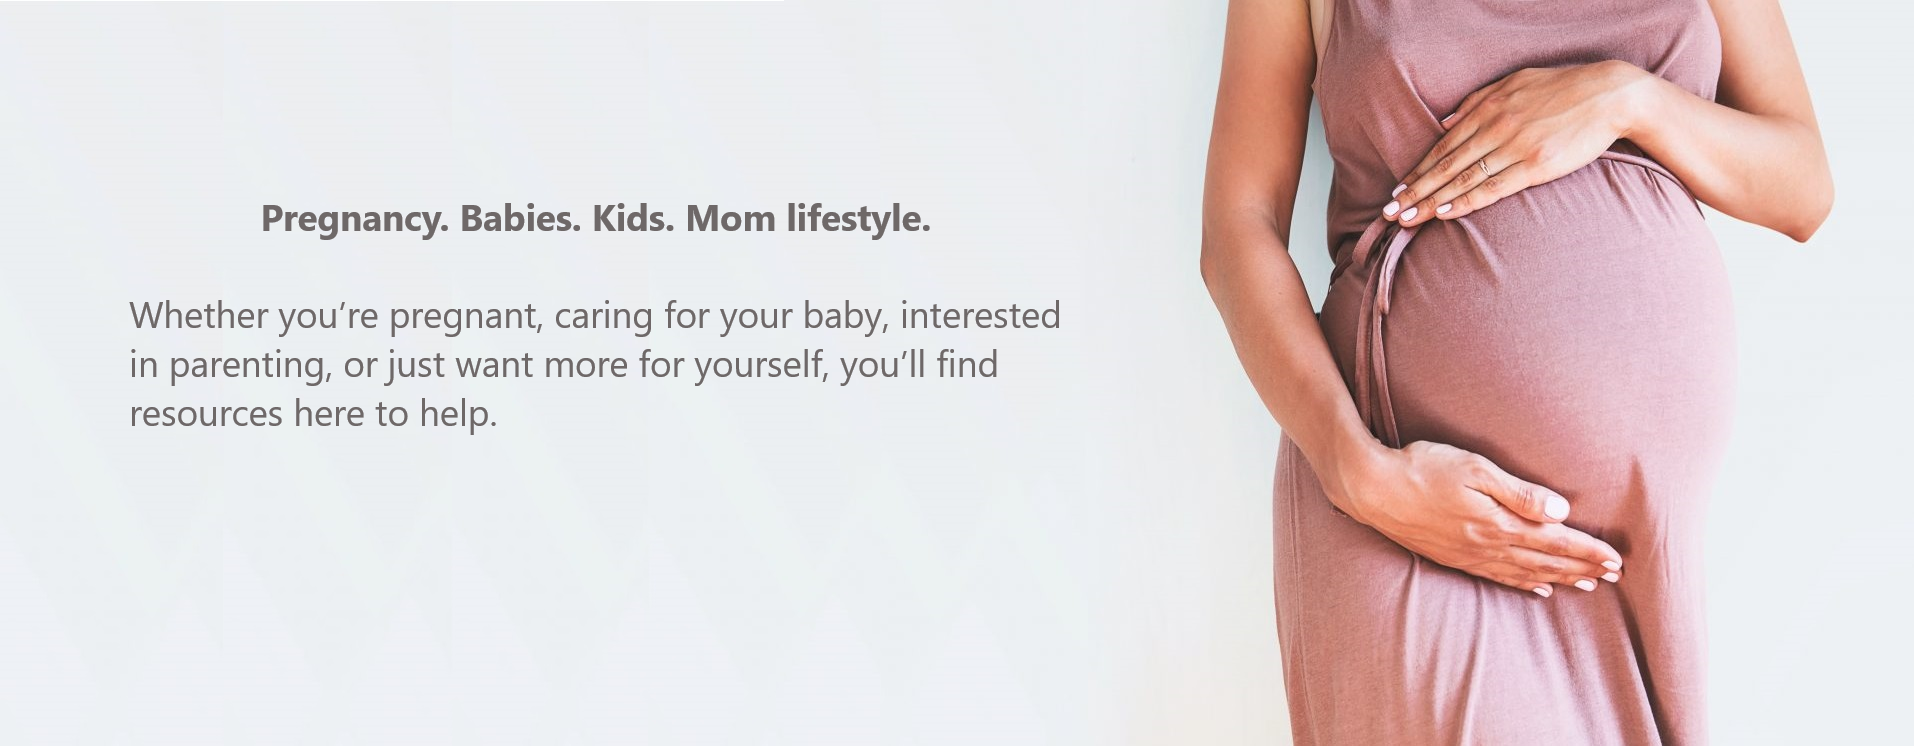 Pregnancy. Babies. Kids. Mom lifestyle.
Whether you’re pregnant, caring for your baby, interested
in parenting, or just want more for yourself, you’ll find
resources here to help.